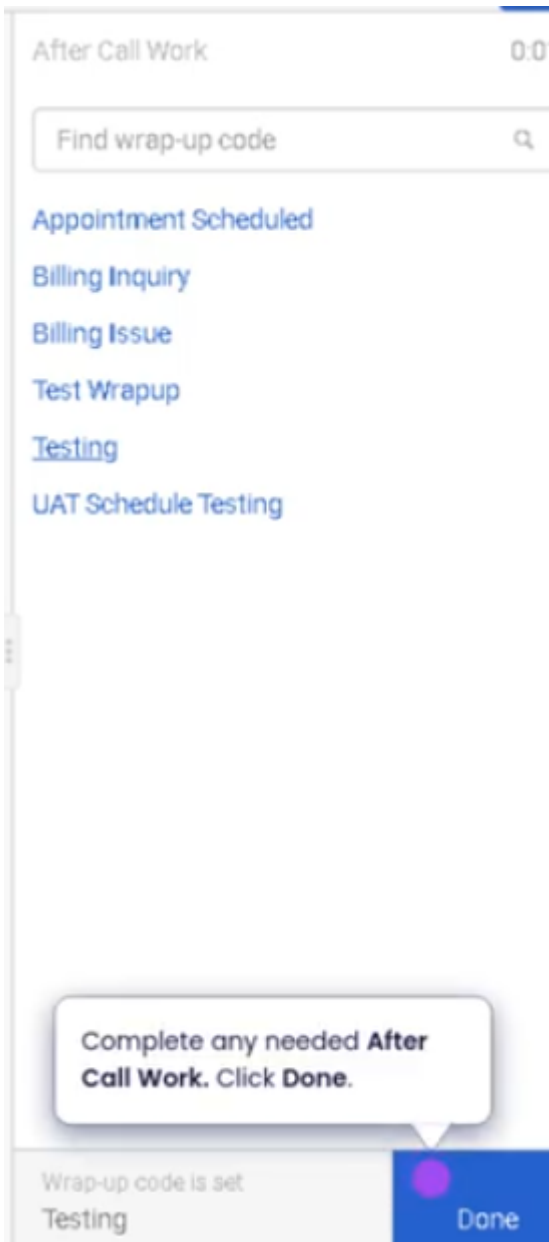 After Call Work
Find wrap-up code
Appointment Scheduled
Billing Inquiry
Billing Issue
Test Wrapup
Testing
UAT Schedule Testing
Complete any needed After
Call Work. Click Done.
Wrap-up code is set
Testing
Done